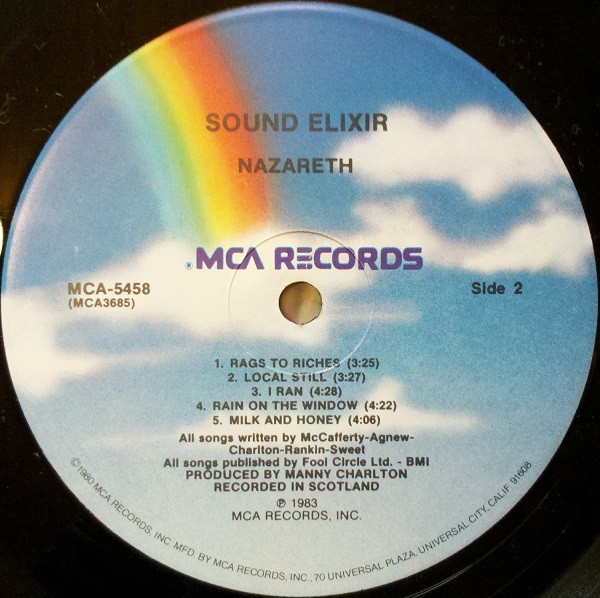 SOUND ELIXIR
NAZARETH
® MCA RECORDS
MCA-5458
(MCA3685)
Side 2
1. RAGS TO RICHES (3:25)
2. LOCAL STILL (3:27)
3. I RAN (4:28)
4. RAIN ON THE WINDOW (4:22)
5. MILK AND HONEY (4:06)
All songs written by McCafferty-Agnew-
Charlton-Rankin-Sweet
All songs published by Fool Circle Ltd. - BMI
PRODUCED BY MANNY CHARLTON
RECORDED IN SCOTLAND
℗ 1983
MCA RECORDS, INC.
©1980 MCA RECORDS, INC. MFD. BY MCA RECORDS, INC., 70 UNIVERSAL PLAZA, UNIVERSAL CITY, CALIF. 91608